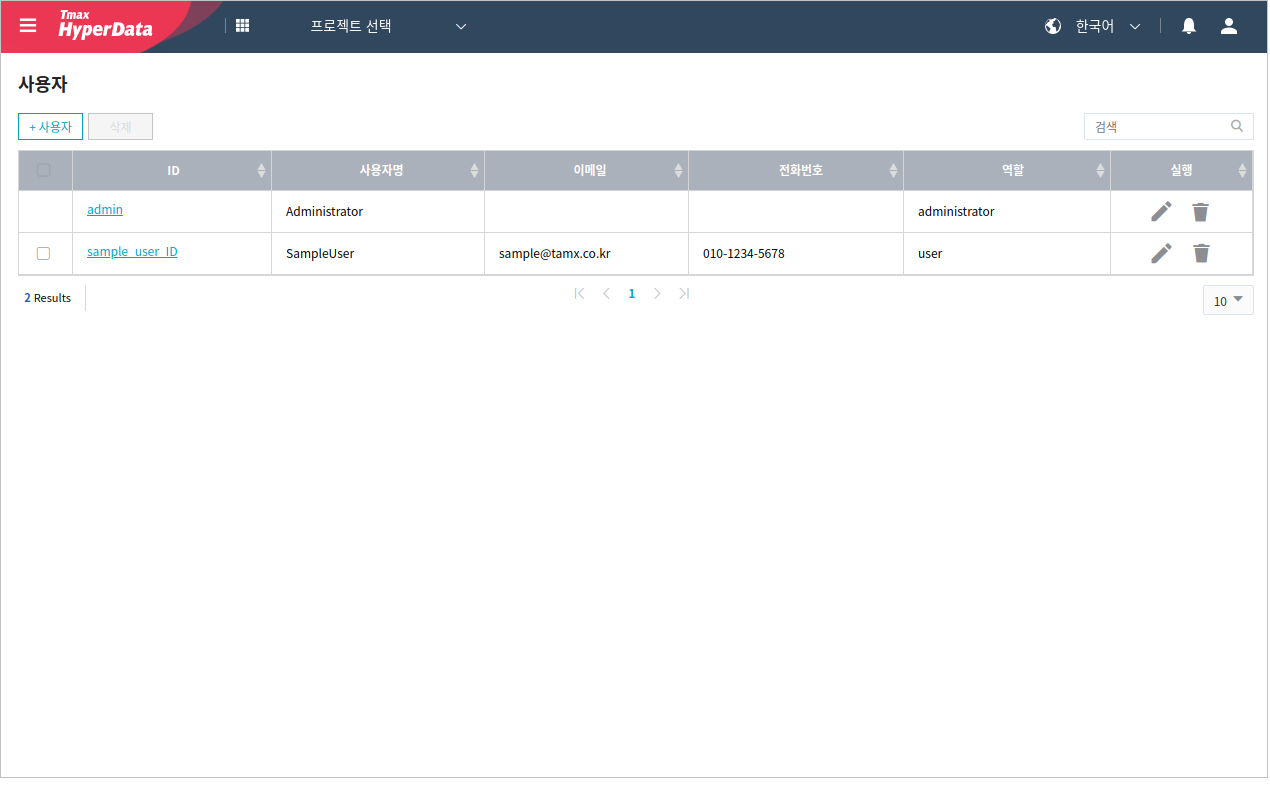 Tmax
HyperData
프로젝트 선택
한국어
사용자
+ 사용자
삭제
검색
ID 사용자명 이메일 전화번호 역할 실행
admin Administrator administrator
sample_user_ID SampleUser sample@tamx.co.kr 010-1234-5678 user
2 Results
1
10